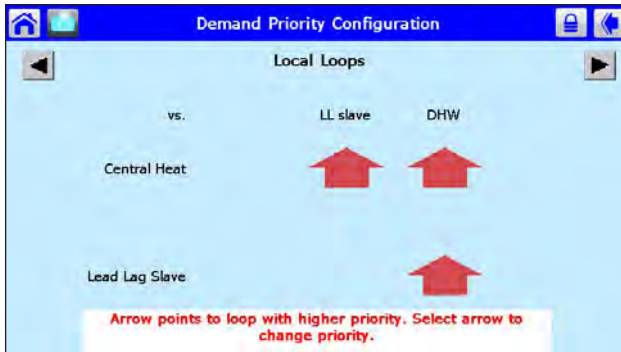 Demand Priority Configuration
Local Loops
vs. LL slave DHW
Central Heat
Lead Lag Slave
Arrow points to loop with higher priority. Select arrow to
change priority.